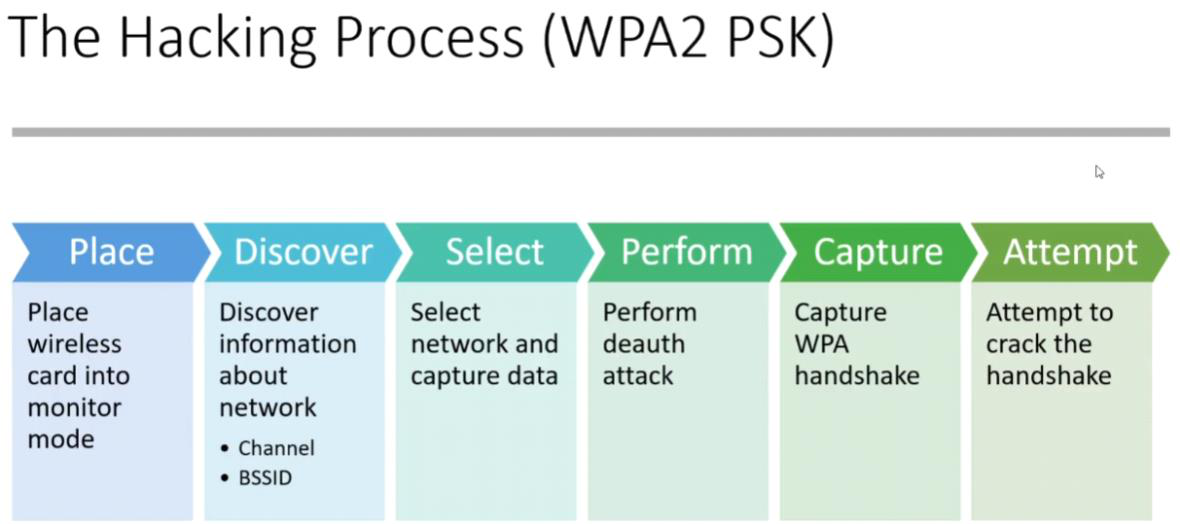 The Hacking Process (WPA2 PSK)
Place
Place
wireless
card into
monitor
mode
Discover
Discover
information
about
network
• Channel
• BSSID
Select
Select
network and
capture data
Perform
Perform
deauth
attack
Capture
Capture
WPA
handshake
Attempt
Attempt to
crack the
handshake